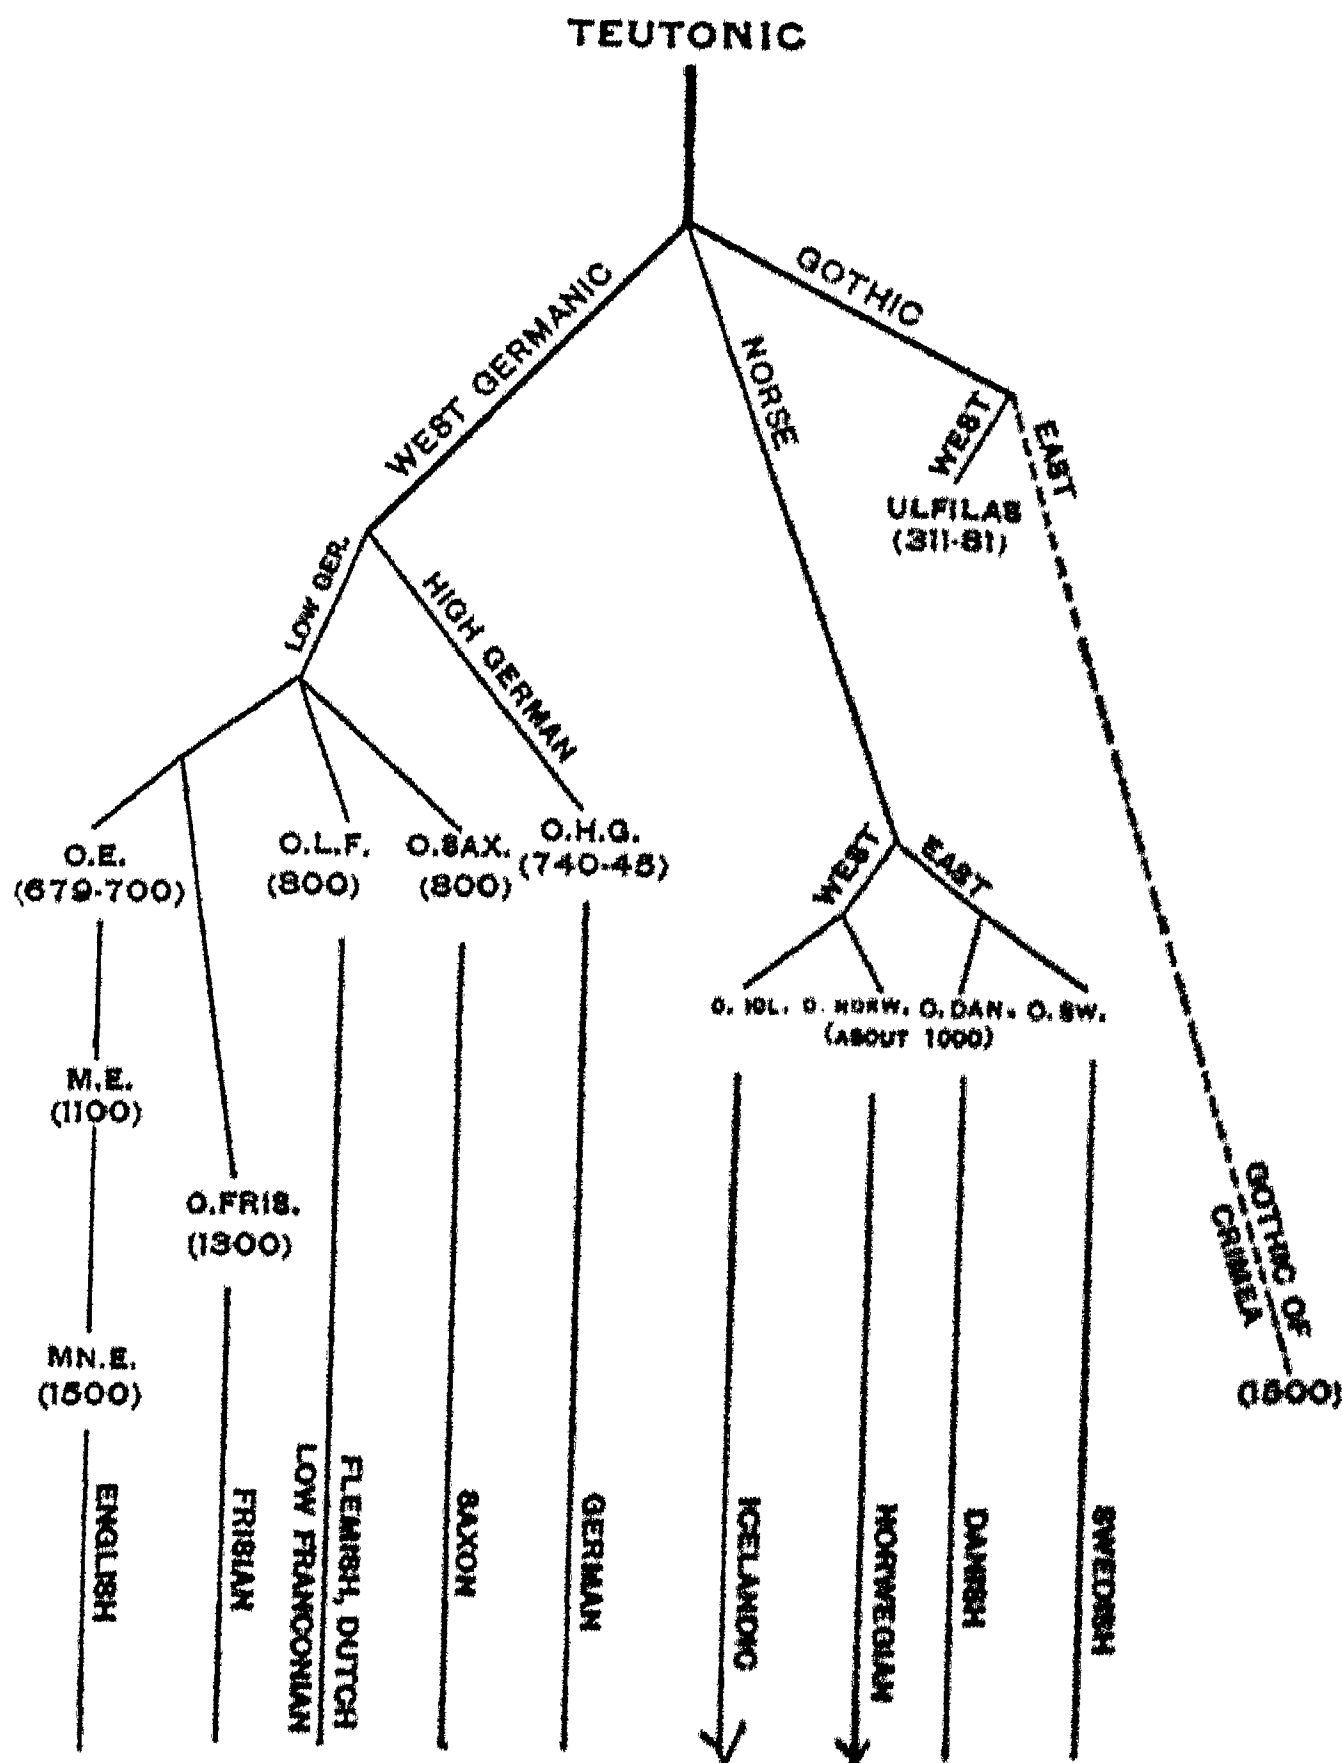 TEUTONIC
WEST GERMANIC
NORSE
GOTHIC
WEST
EAST
ULFILAS
(311-81)
LOW GER.
HIGH GERMAN
O.E.
(679-700)
O.L.F.
(800)
O.SAX.
(800)
O.H.G.
(740-45)
WEST
EAST
O. ICL. O. NORW. O.DAN. O.SW.
(ABOUT 1000)
M.E.
(1100)
O.FRIS.
(1300)
GOTHIC OF
CRIMEA
(1500)
MN.E.
(1500)
ENGLISH
FRISIAN
FLEMISH, DUTCH
LOW FRANCONIAN
SAXON
GERMAN
ICELANDIC
NORWEGIAN
DANISH
SWEDISH